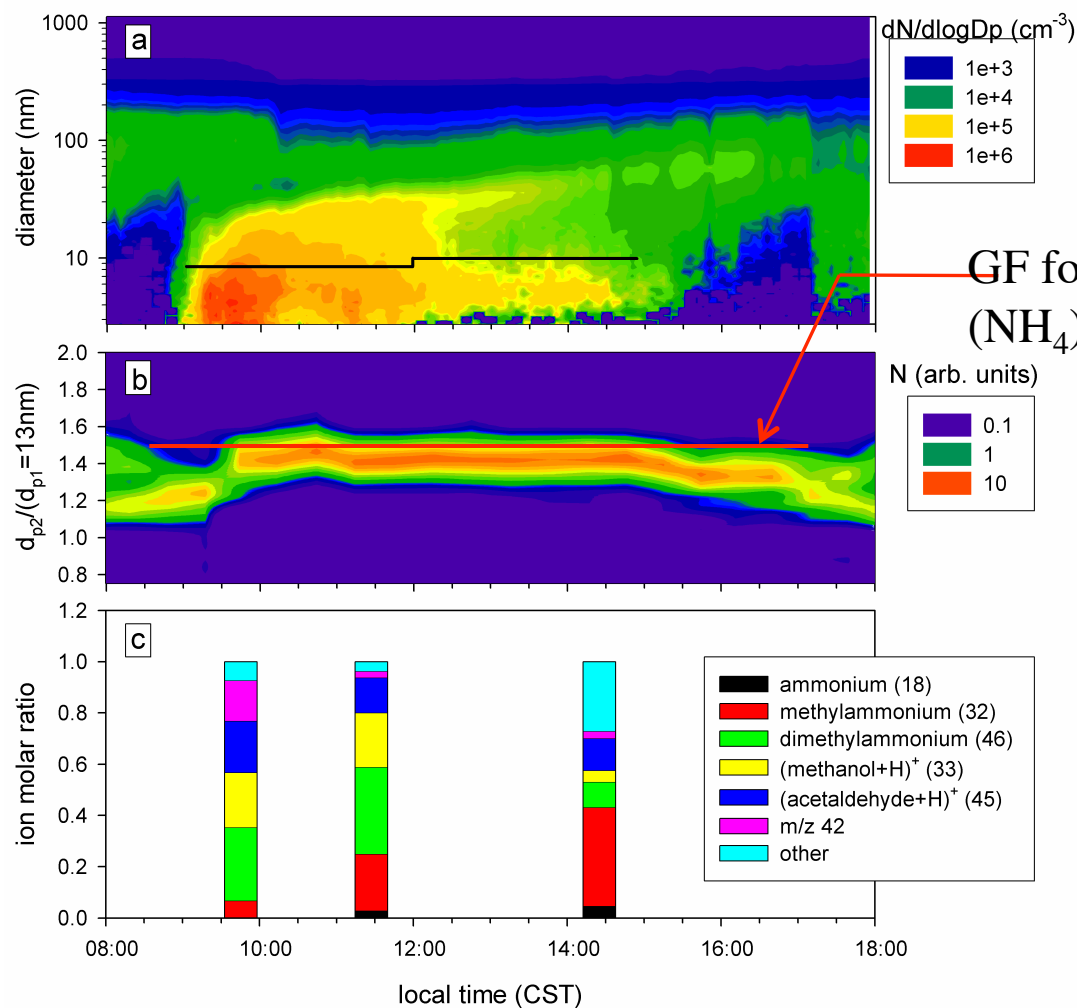 a
dN/dlogDp (cm-3)
1e+3
1e+4
1e+5
1e+6
1000
100
10
diameter (nm)
GF fo
(NH4)
b
N (arb. units)
0.1
1
10
2.0
1.8
1.6
1.4
1.2
1.0
0.8
dp2/(dp1=13nm)
c
1.2
1.0
0.8
0.6
0.4
0.2
0.0
ion molar ratio
ammonium (18)
methylammonium (32)
dimethylammonium (46)
(methanol+H)+ (33)
(acetaldehyde+H)+ (45)
m/z 42
other
08:00 10:00 12:00 14:00 16:00 18:00
local time (CST)